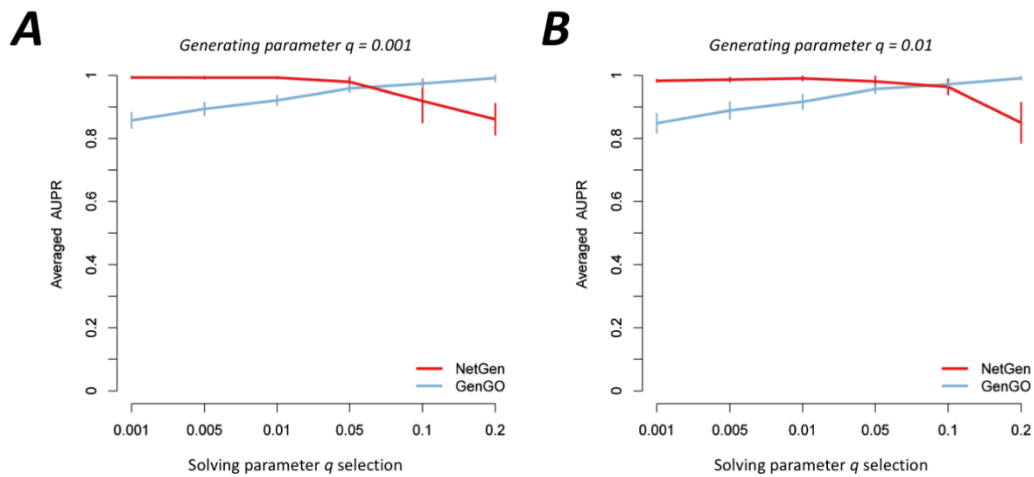 A
Generating parameter q = 0.001
Averaged AUPR
1
0.8
0.6
0.4
0.2
0
NetGen
GenGO
0.001 0.005 0.01 0.05 0.1 0.2
Solving parameter q selection
B
Generating parameter q = 0.01
Averaged AUPR
1
0.8
0.6
0.4
0.2
0
NetGen
GenGO
0.001 0.005 0.01 0.05 0.1 0.2
Solving parameter q selection